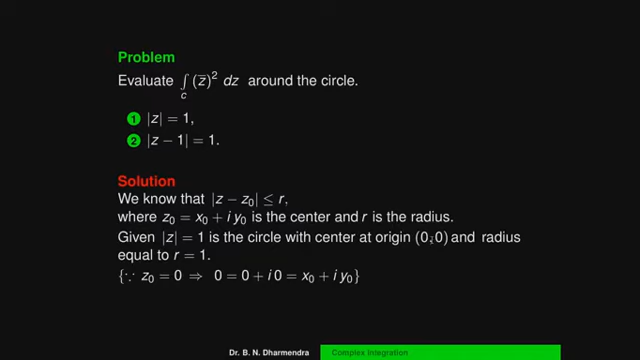 Problem
Evaluate ∫_c (z̅)² dz around the circle.
1 |z| = 1,
2 |z − 1| = 1.
Solution
We know that |z − z₀| ≤ r,
where z₀ = x₀ + i y₀ is the center and r is the radius.
Given |z| = 1 is the circle with center at origin (0,0) and radius
equal to r = 1.
{∵ z₀ = 0 ⇒ 0 = 0 + i 0 = x₀ + i y₀}
Dr. B. N. Dharmendra Complex Integration